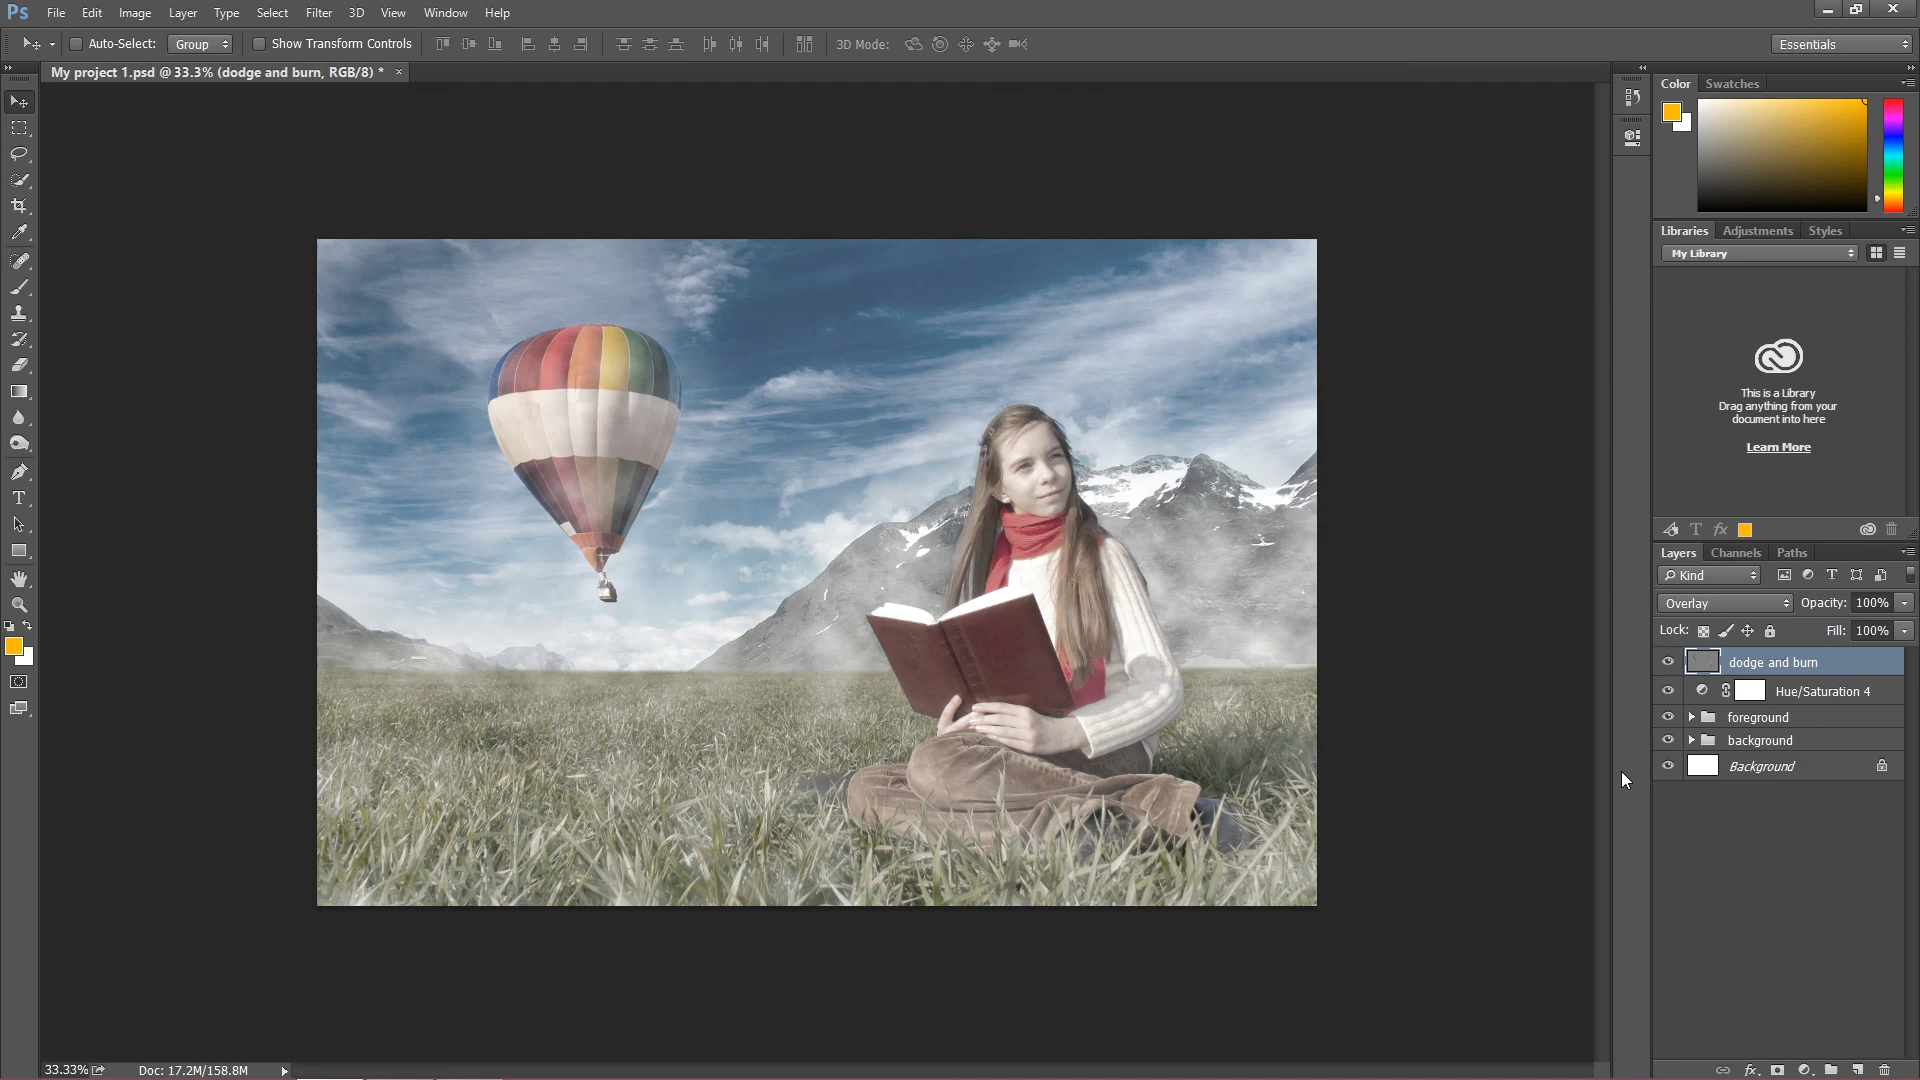 Ps File Edit Image Layer Type Select Filter 3D View Window Help
Auto-Select: Group Show Transform Controls 3D Mode: Essentials
My project 1.psd @ 33.3% (dodge and burn, RGB/8) * ×
Color Swatches
Libraries Adjustments Styles
My Library
This is a Library
Drag anything from your
document into here
Learn More
T fx
Layers Channels Paths
Kind T
Overlay Opacity: 100%
Lock: Fill: 100%
dodge and burn
Hue/Saturation 4
foreground
background
Background
T
33.33% Doc: 17.2M/158.8M
fx